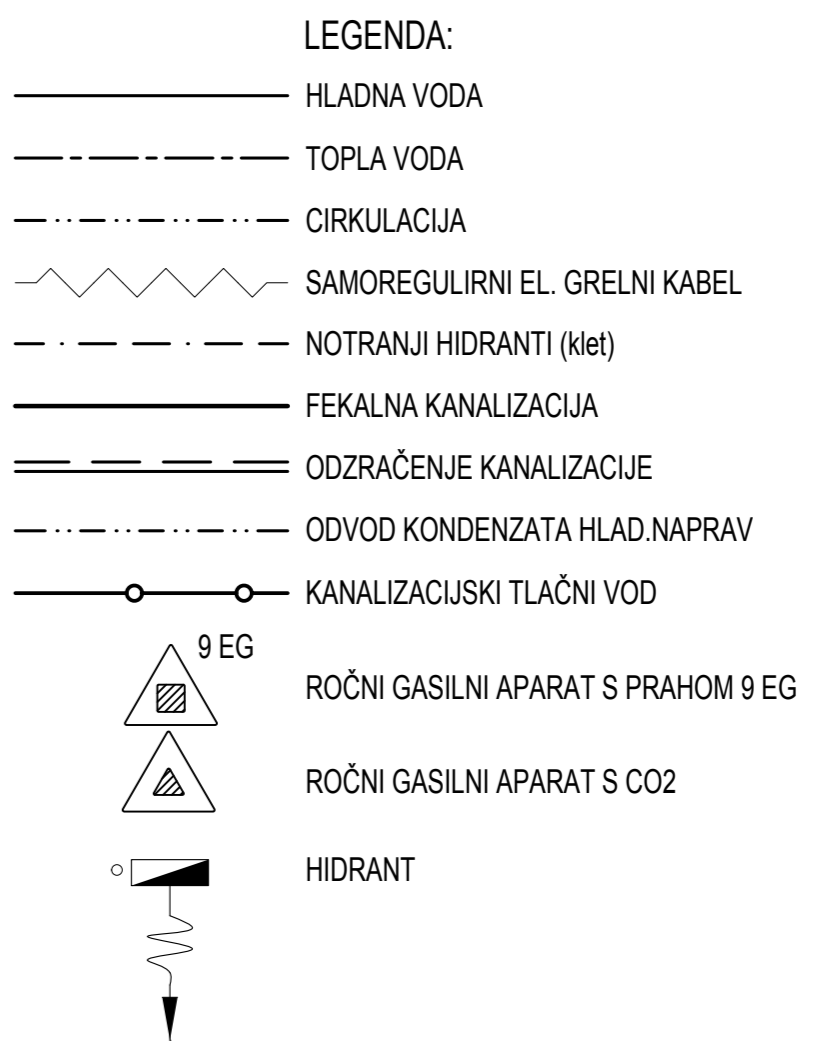 LEGENDA:
HLADNA VODA
TOPLA VODA
CIRKULACIJA
SAMOREGULIRNI EL. GRELNI KABEL
NOTRANJI HIDRANTI (klet)
FEKALNA KANALIZACIJA
ODZRAČENJE KANALIZACIJE
ODVOD KONDENZATA HLAD.NAPRAV
KANALIZACIJSKI TLAČNI VOD
9 EG
ROČNI GASILNI APARAT S PRAHOM 9 EG
ROČNI GASILNI APARAT S CO2
HIDRANT